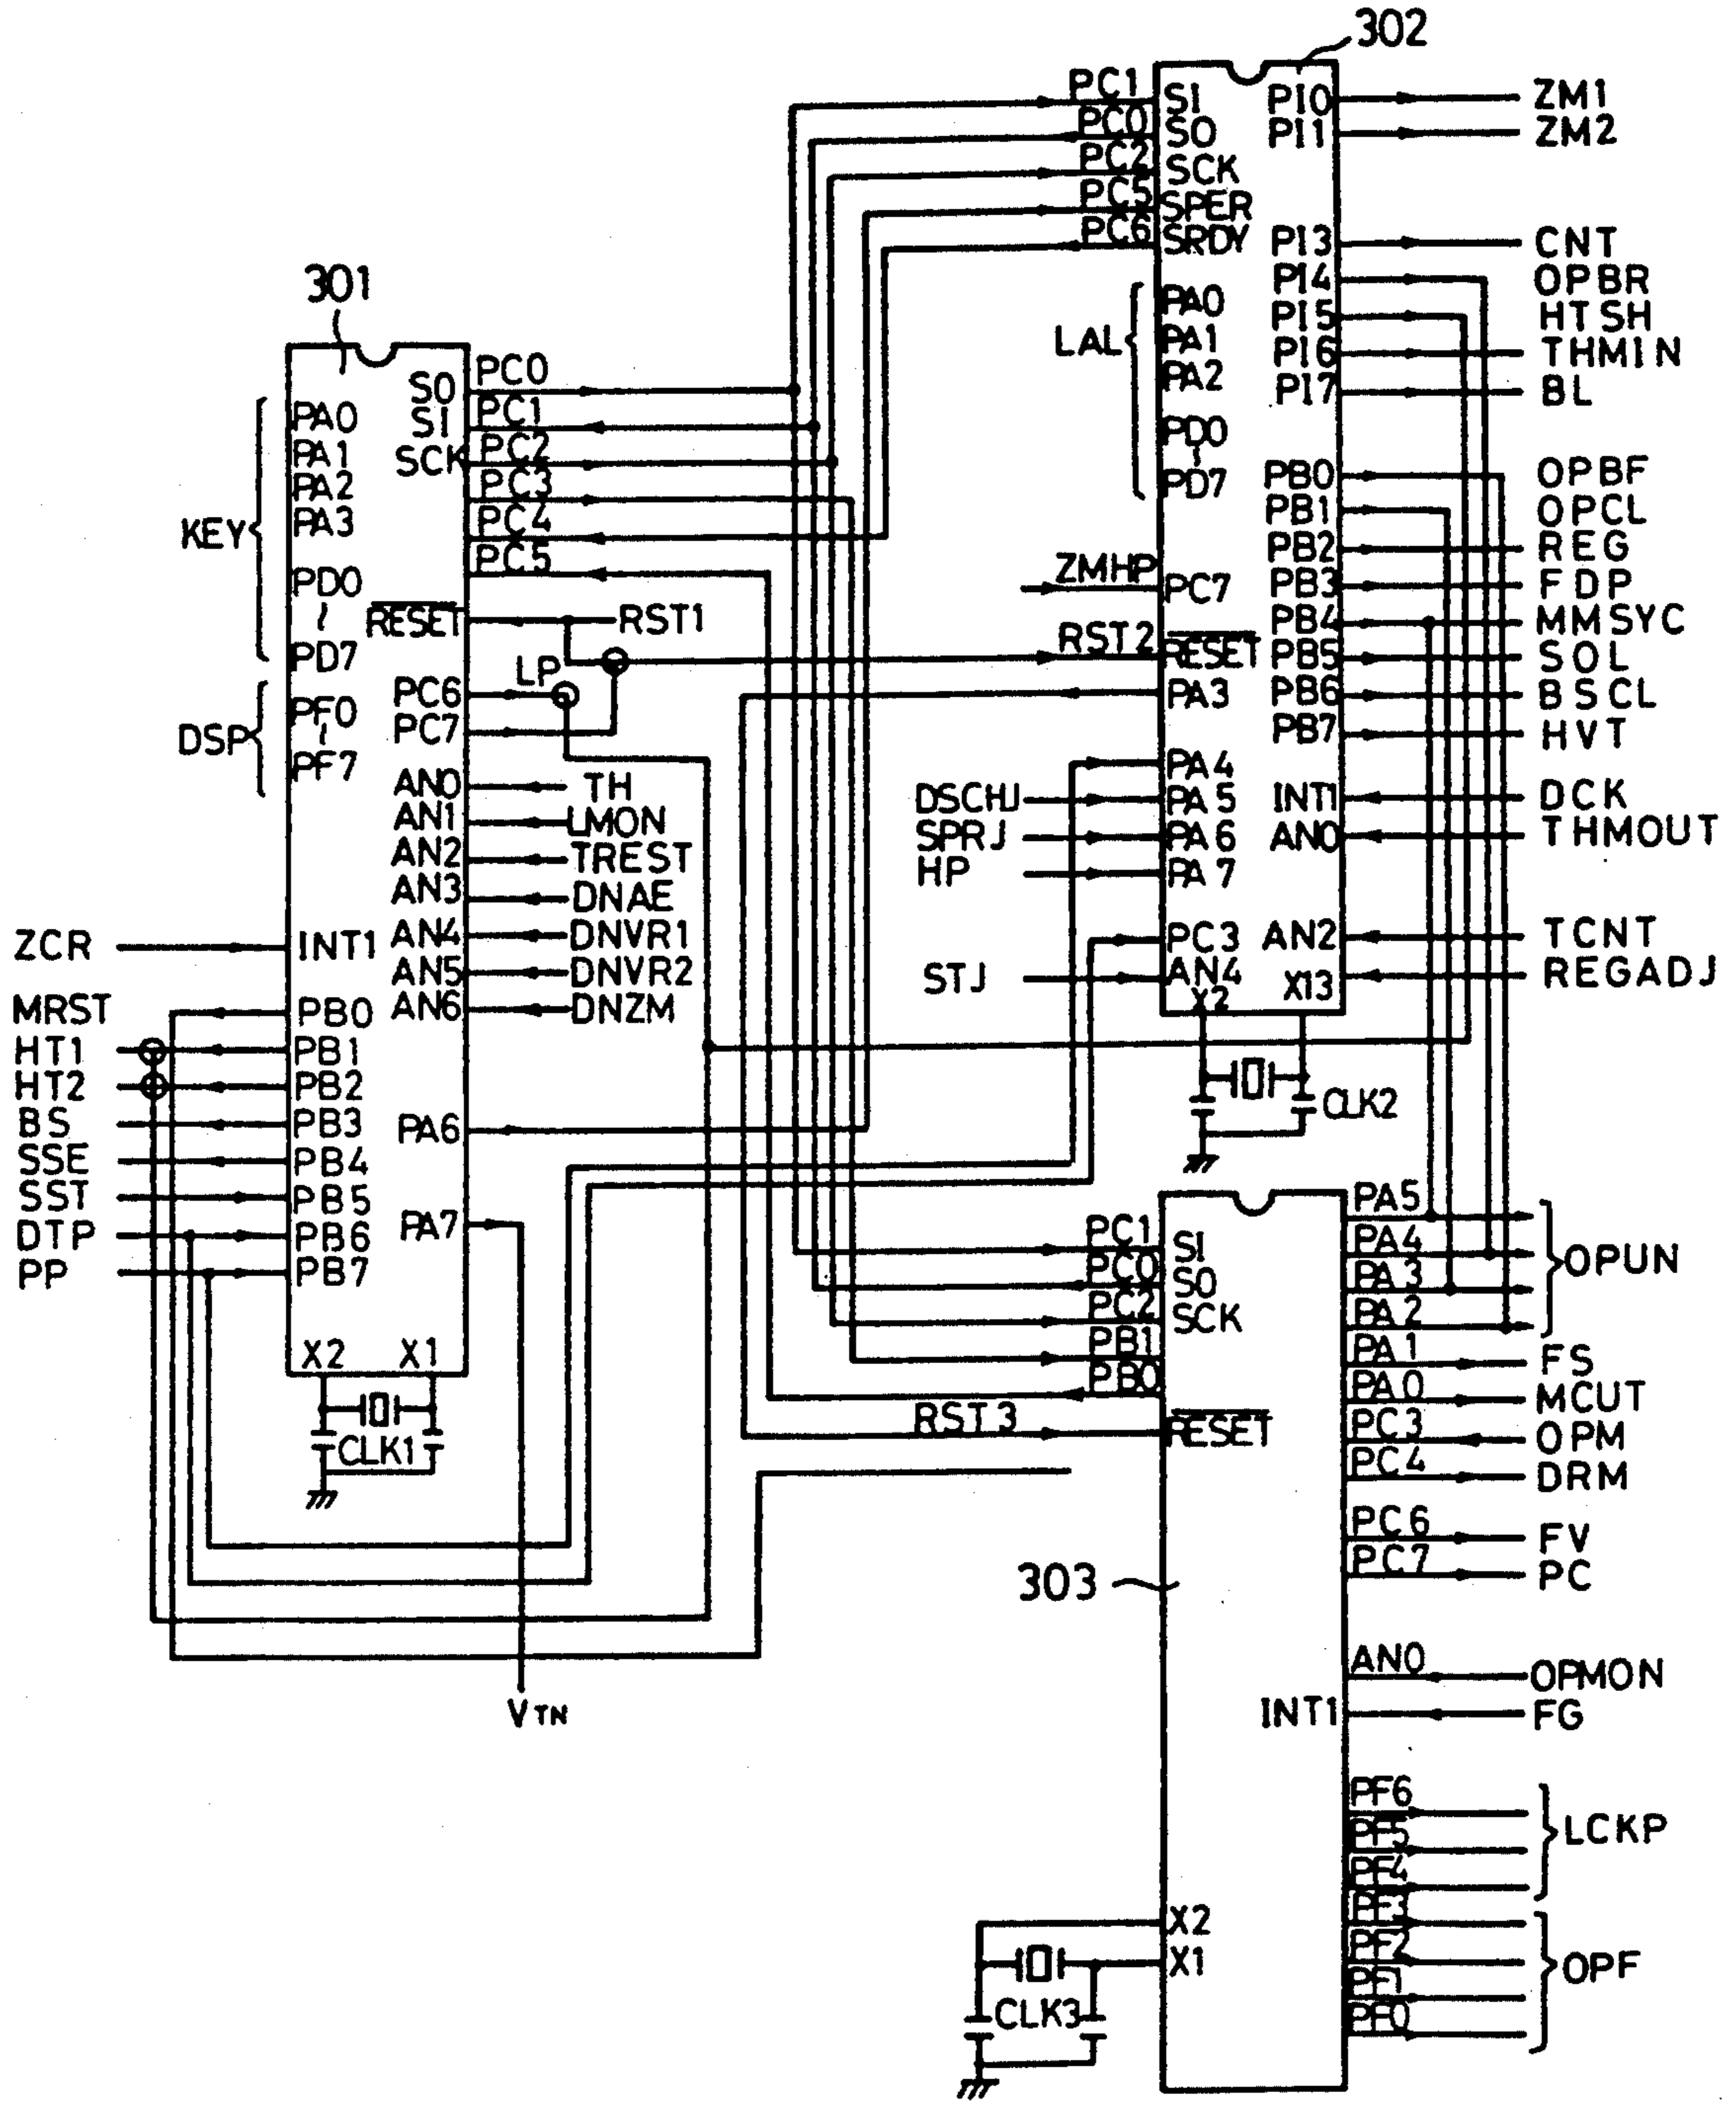 302
PC1 SI PI0 ZM1
PC0 SO PI1 ZM2
PC2 SCK
PC5 SPER
PC6 SRDY PI3 CNT
PI4 OPBR
301
PA0 PI5 HTSH
LAL PA1 PI6 THMIN
PA2 PI7 BL
PD0
PD7
PB0 OPBF
PB1 OPCL
PB2 REG
ZMHP PC7 PB3 FDP
PB4 MMSYC
RST2 RESET PB5 SOL
PA3 PB6 BSCL
PB7 HVT
PA4
DSCHJ PA5 INT1 DCK
SPRJ PA6 AN0 THMOUT
HP PA7
PC3 AN2 TCNT
STJ AN4 X13 REGADJ
X2
CLK2
SO PC0
PA0 SI PC1
PA1 SCK PC2
PA2 PC3
KEY PA3 PC4
PC5
PD0
RESET RST1
PD7 LP
PC6
DSP PF0 PC7
PF7
AN0 TH
AN1 LMON
AN2 TREST
AN3 DNAE
AN4 DNVR1
AN5 DNVR2
AN6 DNZM
ZCR INT1
MRST PB0
HT1 PB1
HT2 PB2
BS PB3 PA6
SSE PB4
SST PB5
DTP PB6 PA7
PP PB7
X2 X1
CLK1
VTN
PC1 SI PA5
PC0 SO PA4 OPUN
PC2 SCK PA3
PB1 PA2
PB0 PA1 FS
PA0 MCUT
RST3 RESET PC3 OPM
PC4 DRM
PC6 FV
303 PC7 PC
AN0 OPMON
INT1 FG
PF6
PF5 LCKP
PF4
X2 PF3
X1 PF2 OPF
CLK3 PF1
PF0